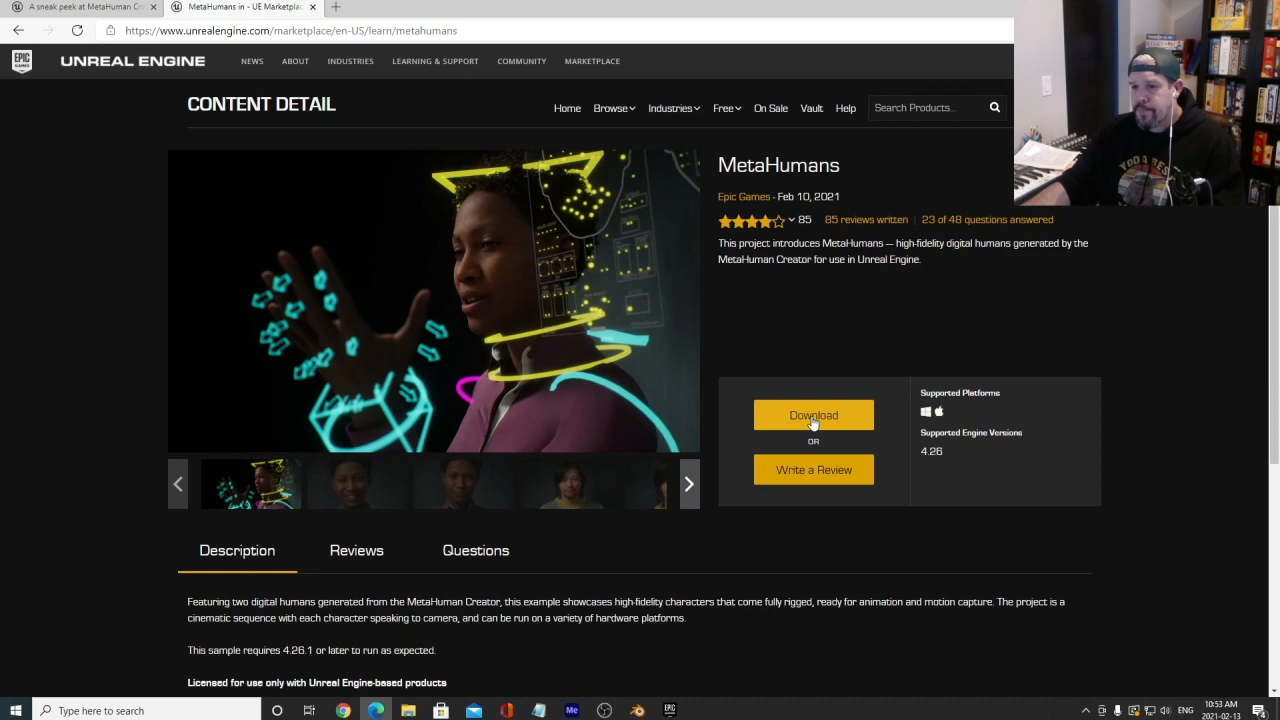 A sneak peek at MetaHuman Cr
MetaHumans in - UE Marketplac
https://www.unrealengine.com/marketplace/en-US/learn/metahumans
EPIC GAMES
UNREAL ENGINE
NEWS
ABOUT
INDUSTRIES
LEARNING & SUPPORT
COMMUNITY
MARKETPLACE
CONTENT DETAIL
Home
Browse
Industries
Free
On Sale
Vault
Help
Search Products...
MetaHumans
Epic Games - Feb 10, 2021
85
85 reviews written | 23 of 48 questions answered
This project introduces MetaHumans — high-fidelity digital humans generated by the
MetaHuman Creator for use in Unreal Engine.
Download
OR
Write a Review
Supported Platforms
Supported Engine Versions
4.26
Description
Reviews
Questions
Featuring two digital humans generated from the MetaHuman Creator, this example showcases high-fidelity characters that come fully rigged, ready for animation and motion capture. The project is a
cinematic sequence with each character speaking to camera, and can be run on a variety of hardware platforms.
This sample requires 4.26.1 or later to run as expected.
Licensed for use only with Unreal Engine-based products
Type here to search
Me
EPIC
ENG
10:53 AM
2021-02-13
4